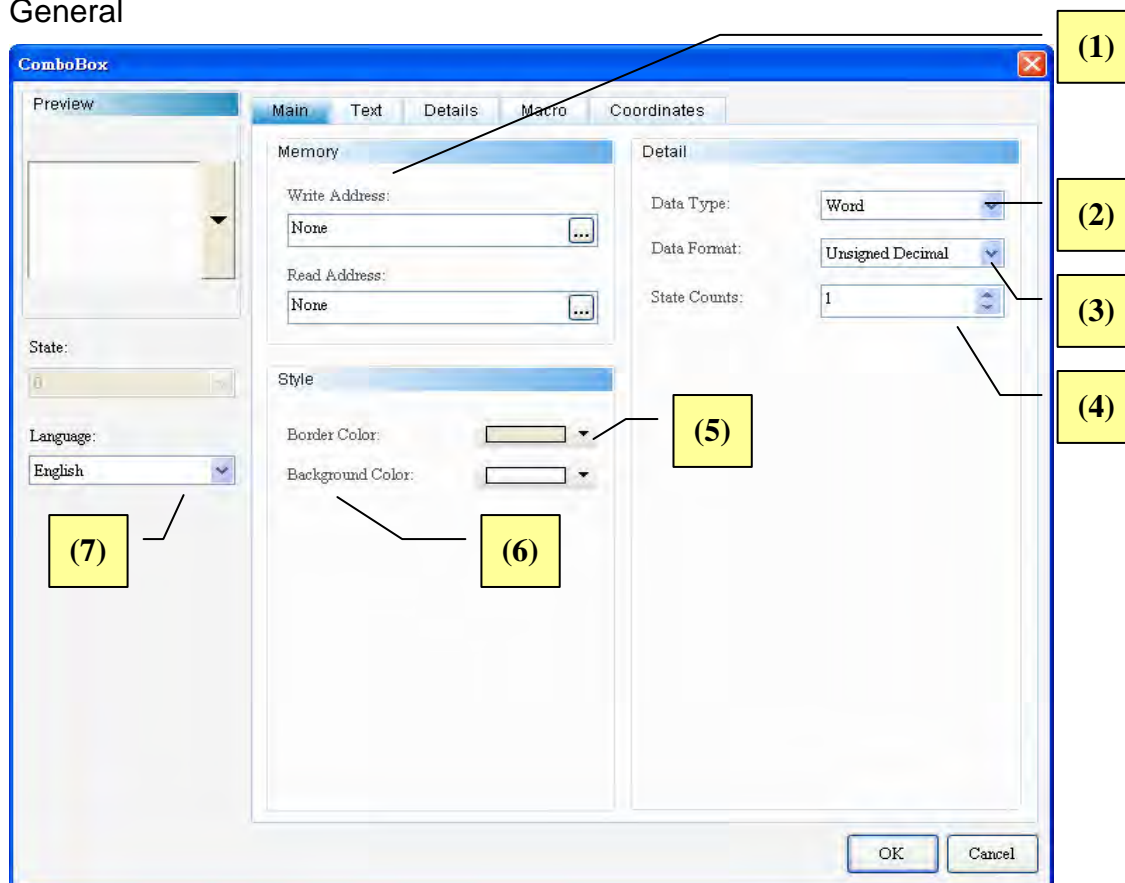 General
(1)
ComboBox
Preview
Main Text Details Macro Coordinates
Memory
Detail
Write Address:
None
...
Read Address:
None
...
Data Type:
Word
(2)
Data Format:
Unsigned Decimal
(3)
State Counts:
1
(4)
State:
0
Language:
English
(7)
Style
Border Color:
(5)
Background Color:
(6)
OK
Cancel